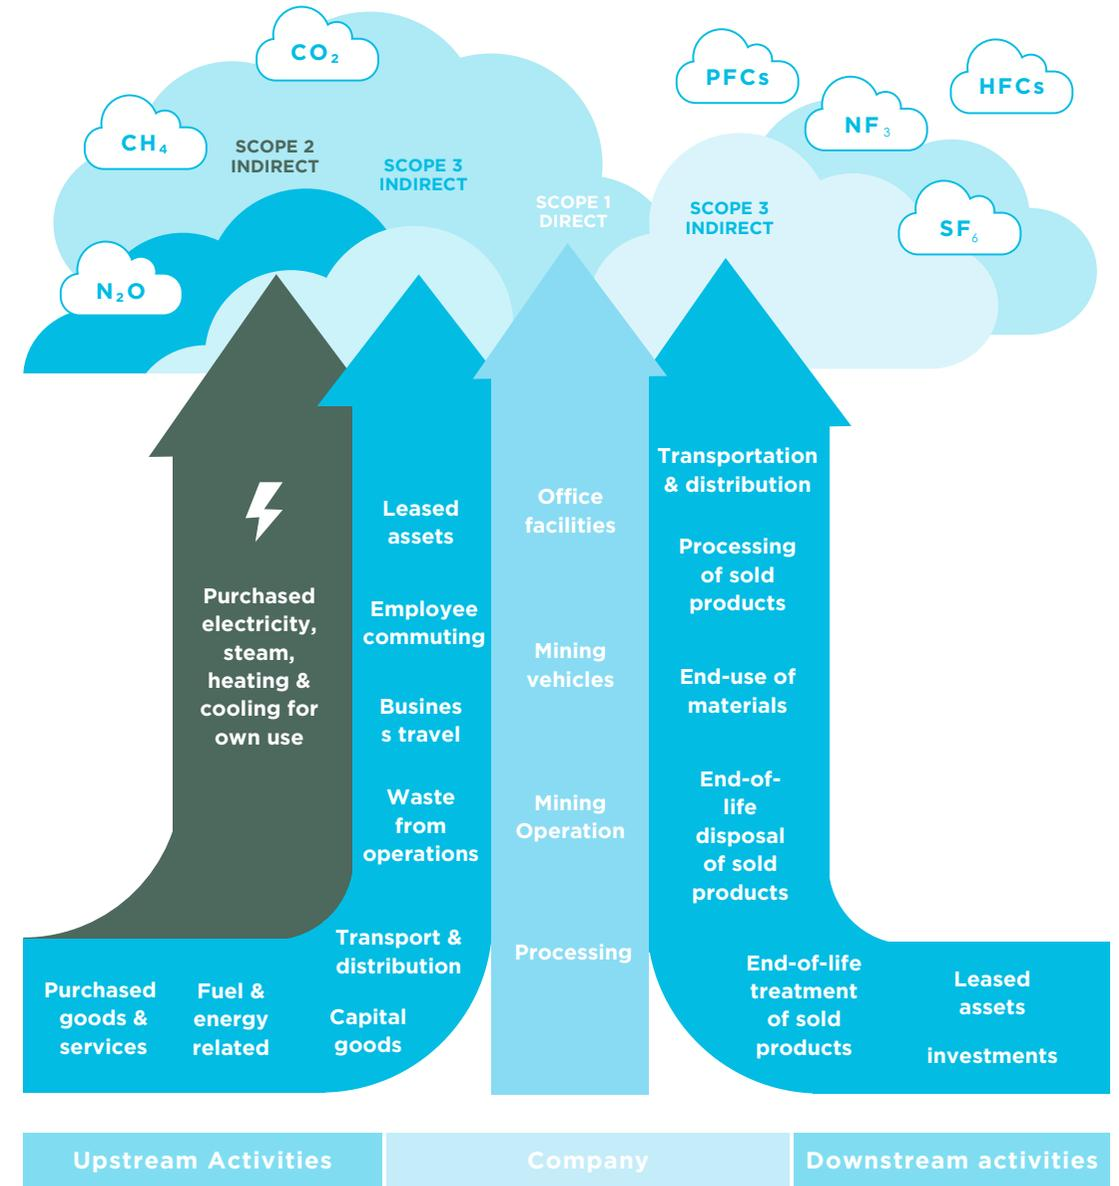 CO₂
PFCs
HFCs
NF₃
CH₄
SCOPE 2
INDIRECT
SCOPE 3
INDIRECT
SCOPE 1
DIRECT
SCOPE 3
INDIRECT
SF₆
N₂O
Purchased
electricity,
steam,
heating &
cooling for
own use
Leased
assets
Employee
commuting
Busines
s travel
Waste
from
operations
Transport &
distribution
Capital
goods
Purchased
goods &
services
Fuel &
energy
related
Office
facilities
Mining
vehicles
Mining
Operation
Processing
Transportation
& distribution
Processing
of sold
products
End-use of
materials
End-of-
life
disposal
of sold
products
End-of-life
treatment
of sold
products
Leased
assets
investments
Upstream Activities
Company
Downstream activities